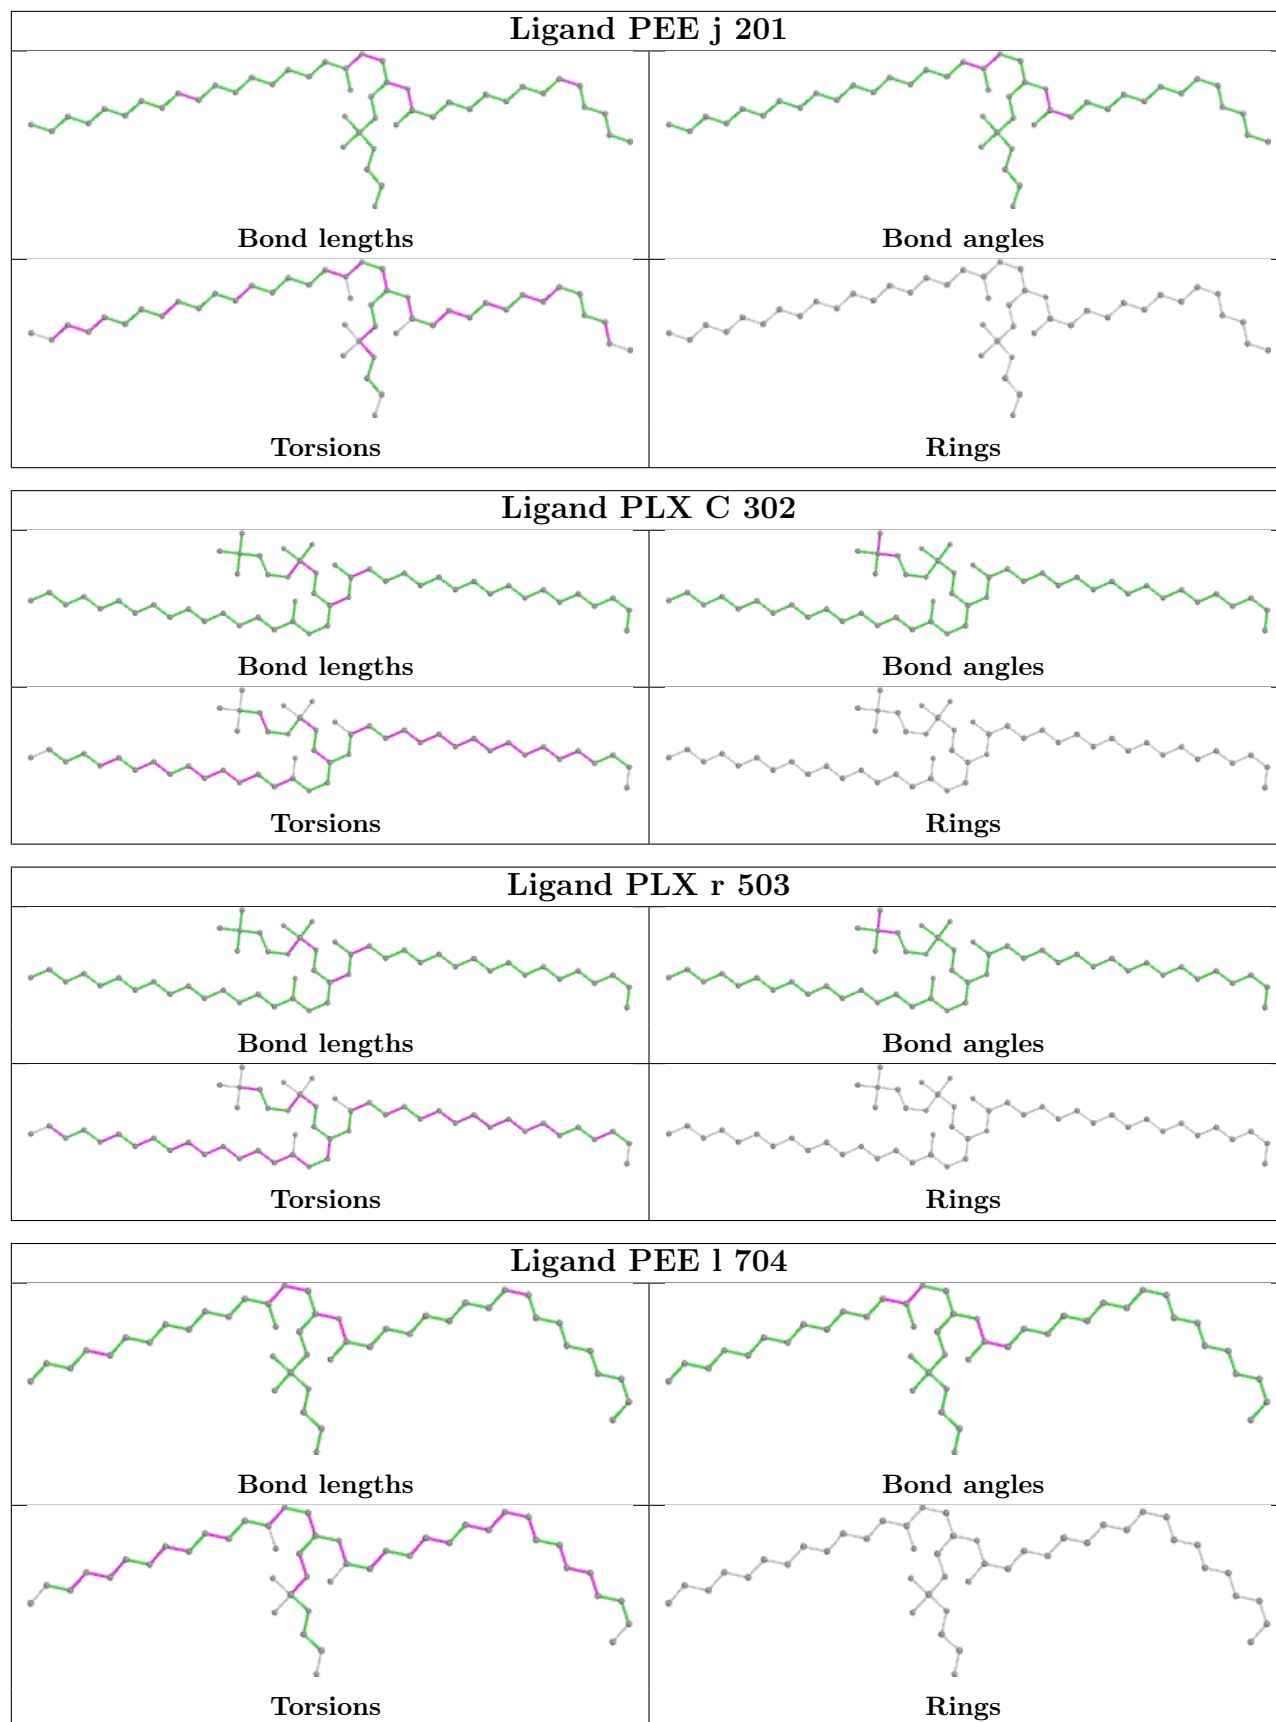 Ligand PEE j 201
Bond lengths
Bond angles
Torsions
Rings
Ligand PLX C 302
Bond lengths
Bond angles
Torsions
Rings
Ligand PLX r 503
Bond lengths
Bond angles
Torsions
Rings
Ligand PEE l 704
Bond lengths
Bond angles
Torsions
Rings